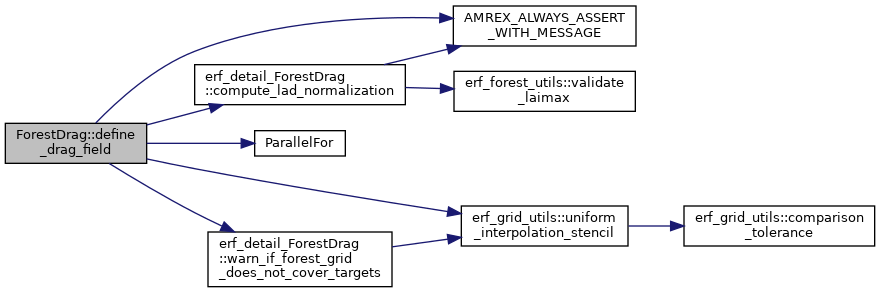 AMREX_ALWAYS_ASSERT
_WITH_MESSAGE
erf_detail_ForestDrag
::compute_lad_normalization
erf_forest_utils::validate
_laimax
ForestDrag::define
_drag_field
ParallelFor
erf_grid_utils::uniform
_interpolation_stencil
erf_grid_utils::comparison
_tolerance
erf_detail_ForestDrag
::warn_if_forest_grid
_does_not_cover_targets